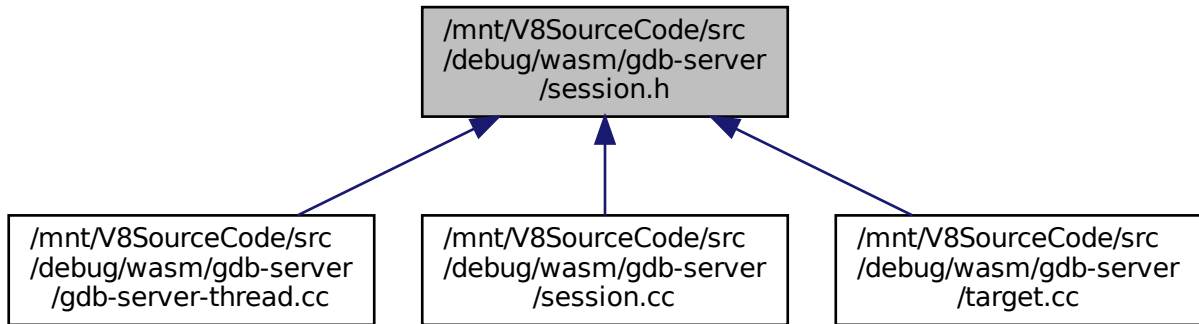 /mnt/V8SourceCode/src
/debug/wasm/gdb-server
/session.h
/mnt/V8SourceCode/src
/debug/wasm/gdb-server
/gdb-server-thread.cc
/mnt/V8SourceCode/src
/debug/wasm/gdb-server
/session.cc
/mnt/V8SourceCode/src
/debug/wasm/gdb-server
/target.cc